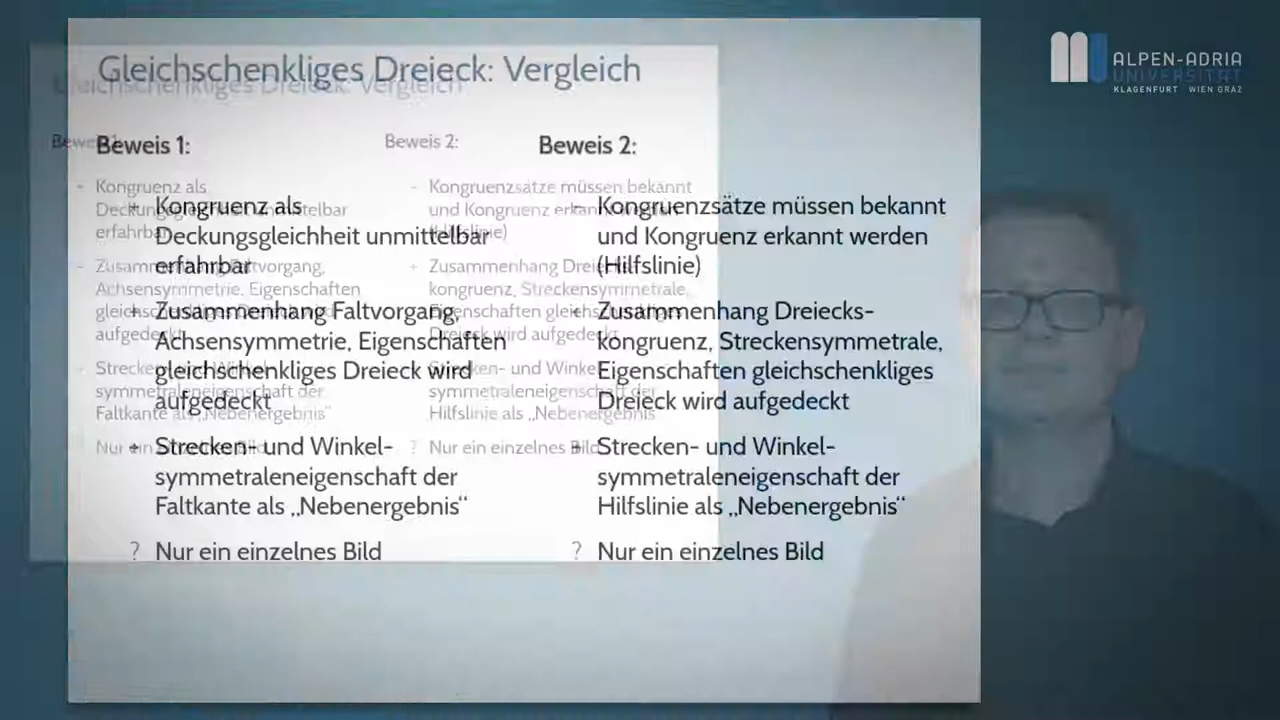 Gleichschenkliges Dreieck: Vergleich
Beweis 1:
+ Kongruenz als
Deckungsgleichheit unmittelbar
erfahrbar
+ Zusammenhang Faltvorgang,
Achsensymmetrie, Eigenschaften
gleichschenkliges Dreieck wird
aufgedeckt
+ Strecken- und Winkel-
symmetraleneigenschaft der
Faltkante als „Nebenergebnis“
? Nur ein einzelnes Bild
Beweis 2:
- Kongruenzsätze müssen bekannt
und Kongruenz erkannt werden
(Hilfslinie)
+ Zusammenhang Dreiecks-
kongruenz, Streckensymmetrale,
Eigenschaften gleichschenkliges
Dreieck wird aufgedeckt
+ Strecken- und Winkel-
symmetraleneigenschaft der
Hilfslinie als „Nebenergebnis“
? Nur ein einzelnes Bild
ALPEN-ADRIA
UNIVERSITÄT
KLAGENFURT WIEN GRAZ